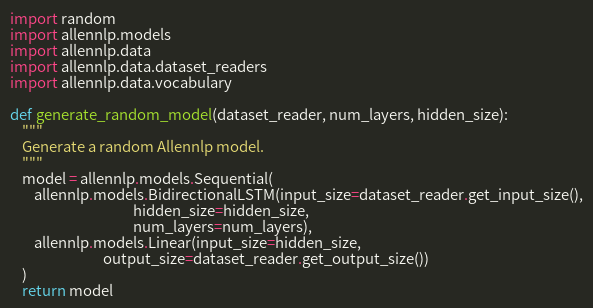 import random
import allennlp.models
import allennlp.data
import allennlp.data.dataset_readers
import allennlp.data.vocabulary

def generate_random_model(dataset_reader, num_layers, hidden_size):
    """
    Generate a random Allennlp model.
    """
    model = allennlp.models.Sequential(
        allennlp.models.BidirectionalLSTM(input_size=dataset_reader.get_input_size(),
                                          hidden_size=hidden_size,
                                          num_layers=num_layers),
        allennlp.models.Linear(input_size=hidden_size,
                               output_size=dataset_reader.get_output_size())
    )
    return model